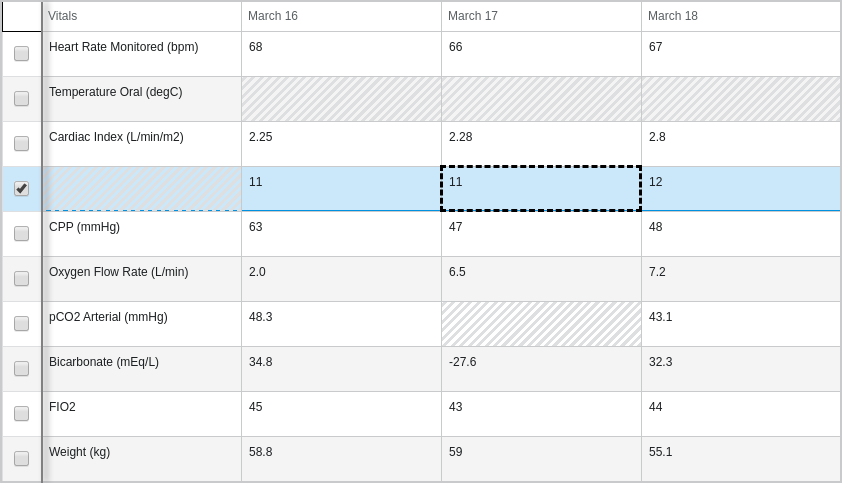 Vitals March 16 March 17 March 18
Heart Rate Monitored (bpm) 68 66 67
Temperature Oral (degC)
Cardiac Index (L/min/m2) 2.25 2.28 2.8
11 11 12
CPP (mmHg) 63 47 48
Oxygen Flow Rate (L/min) 2.0 6.5 7.2
pCO2 Arterial (mmHg) 48.3 43.1
Bicarbonate (mEq/L) 34.8 -27.6 32.3
FIO2 45 43 44
Weight (kg) 58.8 59 55.1